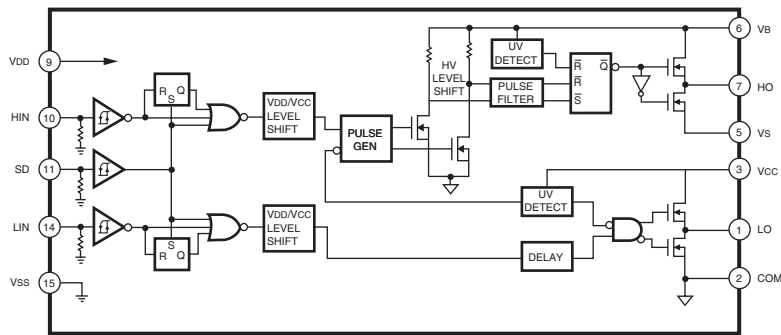 VDD
9
HIN
10
SD
11
LIN
14
VSS
15
R
Q
S
S
R
Q
VDD/VCC
LEVEL
SHIFT
VDD/VCC
LEVEL
SHIFT
PULSE
GEN
HV
LEVEL
SHIFT
UV
DETECT
PULSE
FILTER
R̅
R̅
S̅
Q̅
UV
DETECT
DELAY
6
VB
7
HO
5
VS
3
VCC
1
LO
2
COM